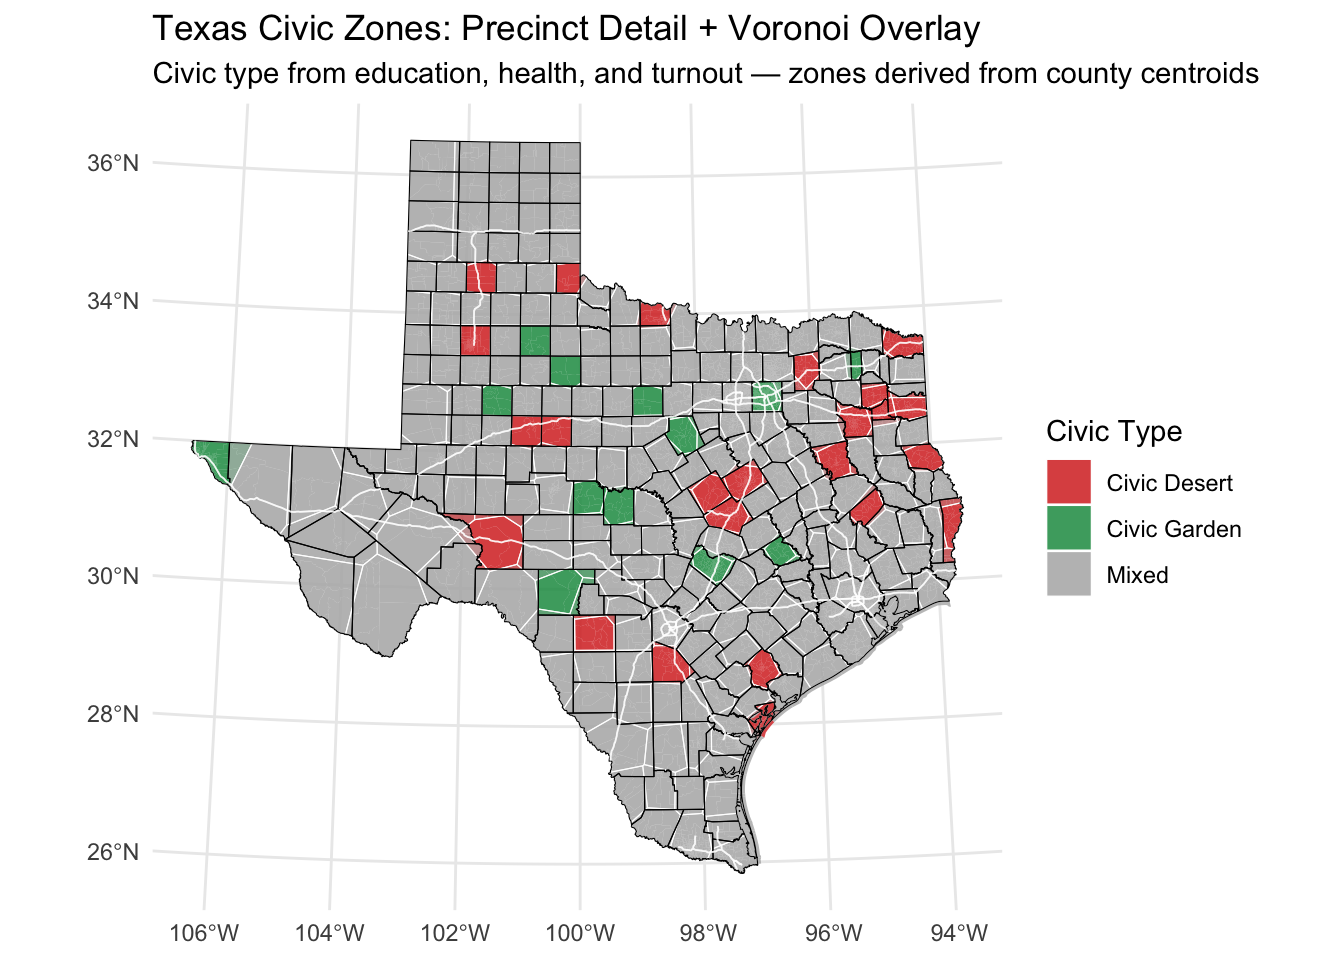 Texas Civic Zones: Precinct Detail + Voronoi Overlay
Civic type from education, health, and turnout — zones derived from county centroids
36°N
34°N
32°N
30°N
28°N
26°N
106°W
104°W
102°W
100°W
98°W
96°W
94°W
Civic Type
Civic Desert
Civic Garden
Mixed